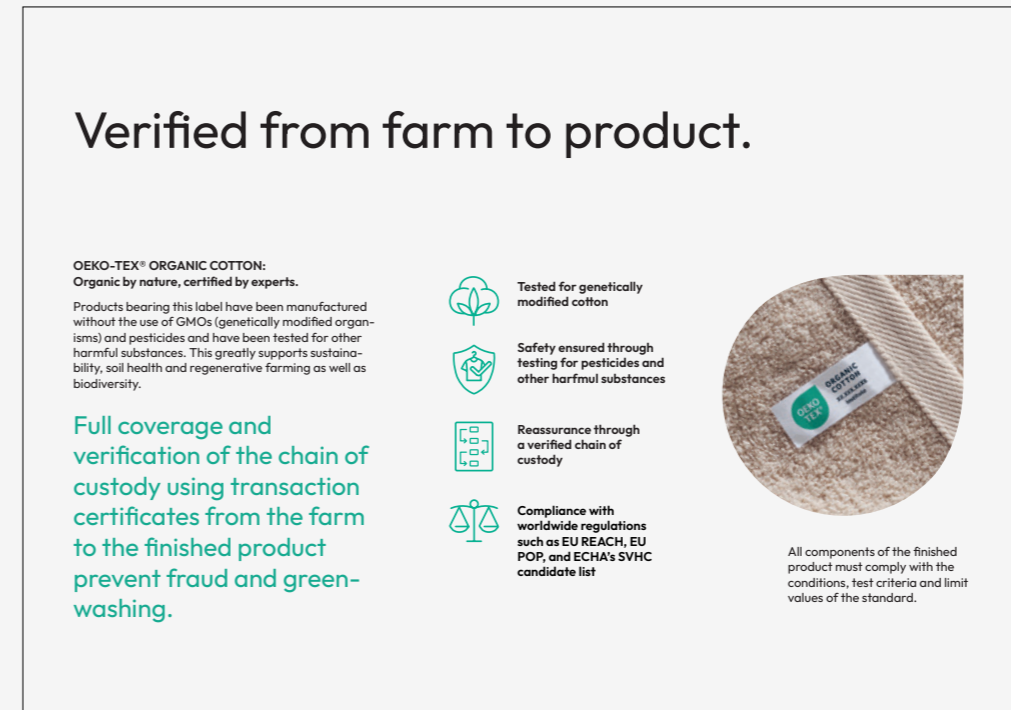 Verified from farm to product.
OEKO-TEX® ORGANIC COTTON:
Organic by nature, certified by experts.
Products bearing this label have been manufactured
without the use of GMOs (genetically modified organ-
isms) and pesticides and have been tested for other
harmful substances. This greatly supports sustaina-
bility, soil health and regenerative farming as well as
biodiversity.
Full coverage and
verification of the chain of
custody using transaction
certificates from the farm
to the finished product
prevent fraud and green-
washing.
Tested for genetically
modified cotton
Safety ensured through
testing for pesticides and
other harfmul substances
Reassurance through
a verified chain of
custody
Compliance with
worldwide regulations
such as EU REACH, EU
POP, and ECHA's SVHC
candidate list
OEKO
TEX®
ORGANIC
COTTON
Institute
All components of the finished
product must comply with the
conditions, test criteria and limit
values of the standard.